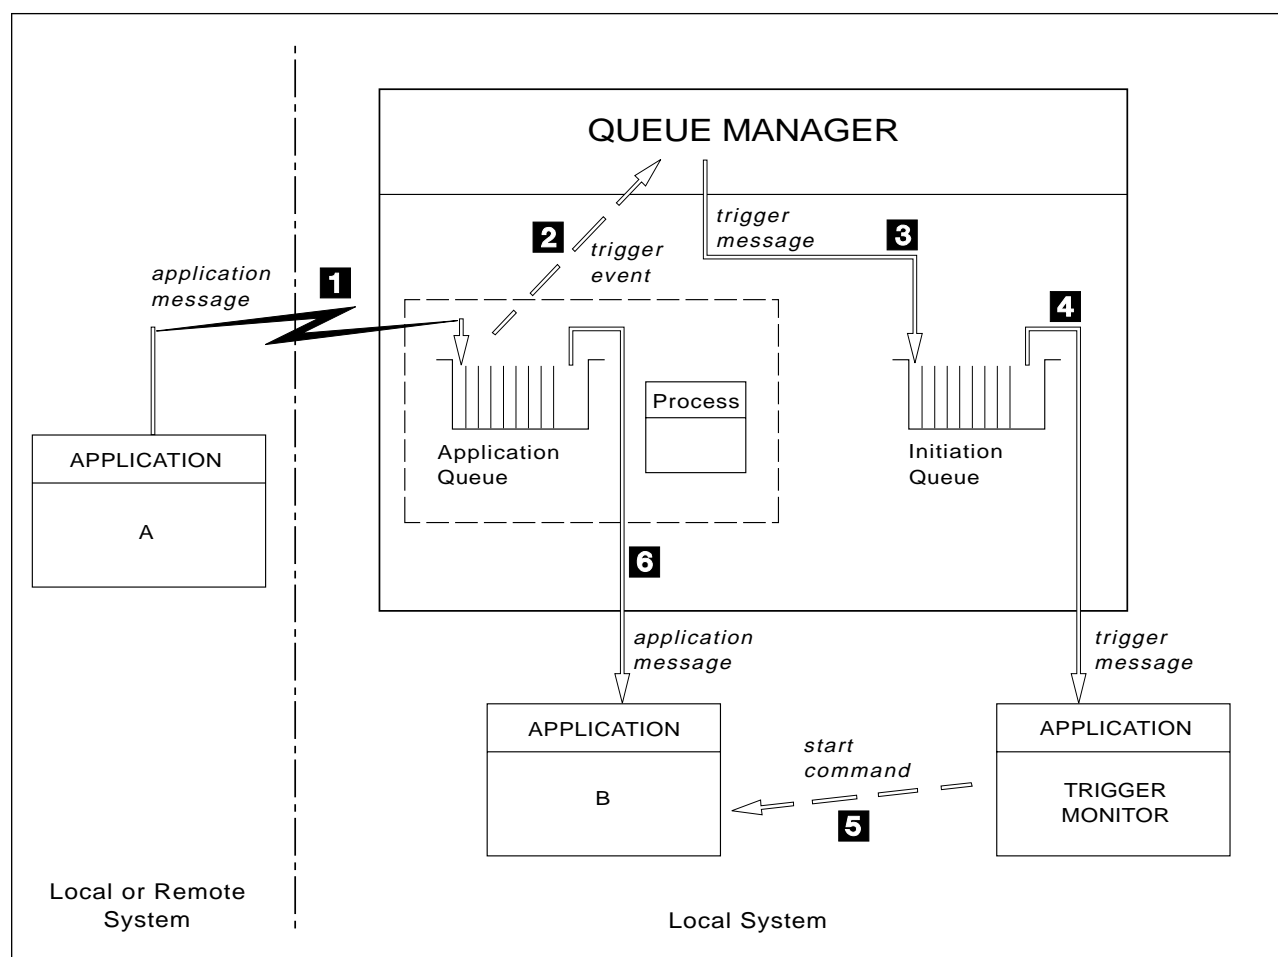 QUEUE MANAGER
application
message
1
2
trigger
event
trigger
message
3
4
Process
Application
Queue
Initiation
Queue
APPLICATION
A
6
application
message
trigger
message
APPLICATION
B
start
command
5
APPLICATION
TRIGGER
MONITOR
Local or Remote
System
Local System